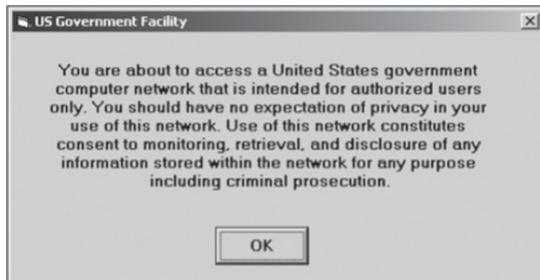 US Government Facility
You are about to access a United States government
computer network that is intended for authorized users
only. You should have no expectation of privacy in your
use of this network. Use of this network constitutes
consent to monitoring, retrieval, and disclosure of any
information stored within the network for any purpose
including criminal prosecution.
OK